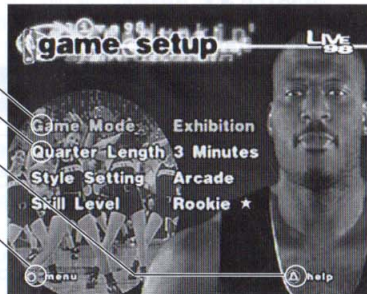 game setup
LIVE 98
Game Mode Exhibition
Quarter Length 3 Minutes
Style Setting Arcade
Skill Level Rookie ★
menu
help